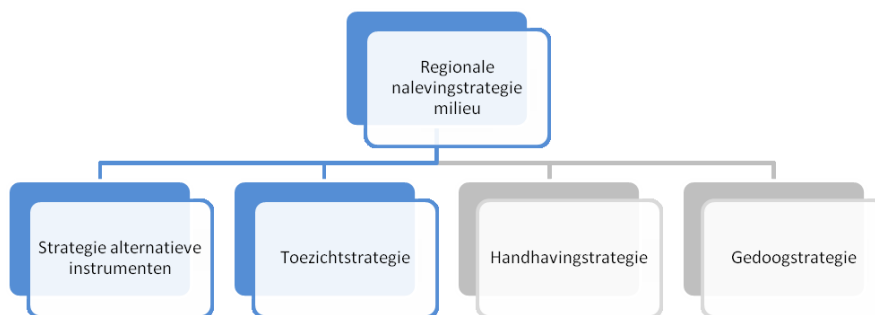 Regionale
nalevingstrategie
milieu
Strategie alternatieve
instrumenten
Toezichtstrategie
Handhavingstrategie
Gedoogstrategie